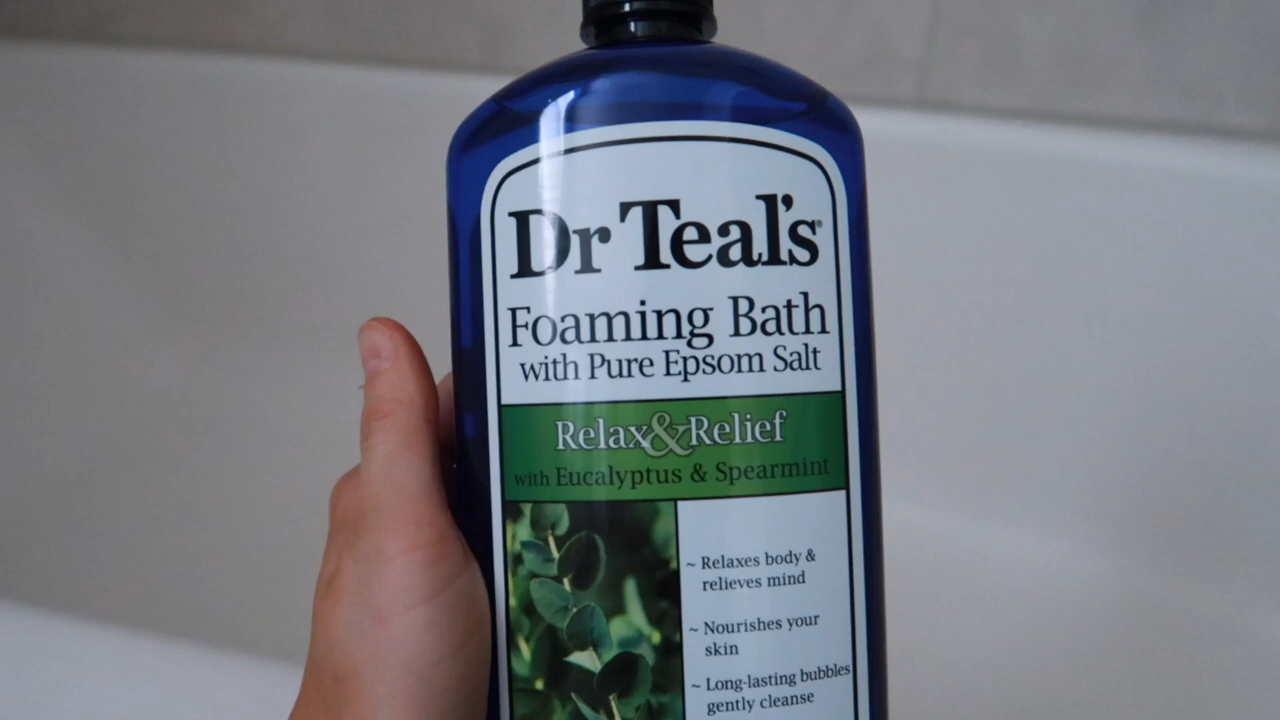 Dr Teal's®
Foaming Bath
with Pure Epsom Salt
Relax & Relief
with Eucalyptus & Spearmint
~ Relaxes body &
relieves mind
~ Nourishes your
skin
~ Long-lasting bubbles
gently cleanse